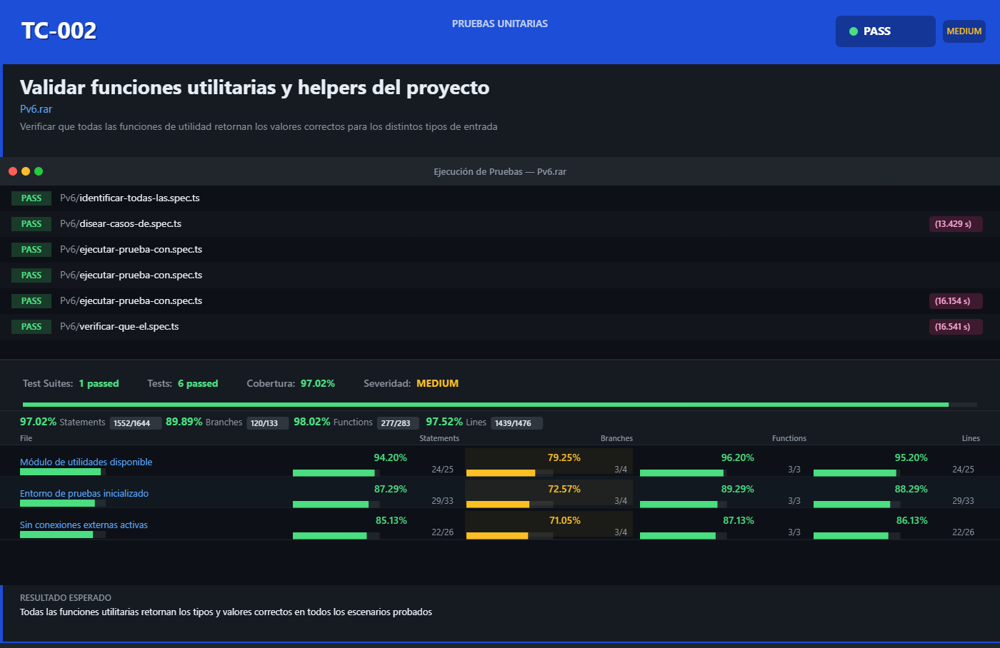 TC-002
PRUEBAS UNITARIAS
PASS
MEDIUM
Validar funciones utilitarias y helpers del proyecto
Pv6.rar
Verificar que todas las funciones de utilidad retornan los valores correctos para los distintos tipos de entrada
Ejecución de Pruebas — Pv6.rar
PASS Pv6/identificar-todas-las.spec.ts
PASS Pv6/disear-casos-de.spec.ts (13.429 s)
PASS Pv6/ejecutar-prueba-con.spec.ts
PASS Pv6/ejecutar-prueba-con.spec.ts
PASS Pv6/ejecutar-prueba-con.spec.ts (16.154 s)
PASS Pv6/verificar-que-el.spec.ts (16.541 s)
Test Suites: 1 passed Tests: 6 passed Cobertura: 97.02% Severidad: MEDIUM
97.02% Statements 1552/1644 89.89% Branches 120/133 98.02% Functions 277/283 97.52% Lines 1439/1476
File Statements Branches Functions Lines
Módulo de utilidades disponible 94.20% 24/25 79.25% 3/4 96.20% 3/3 95.20% 24/25
Entorno de pruebas inicializado 87.29% 29/33 72.57% 3/4 89.29% 3/3 88.29% 29/33
Sin conexiones externas activas 85.13% 22/26 71.05% 3/4 87.13% 3/3 86.13% 22/26
RESULTADO ESPERADO
Todas las funciones utilitarias retornan los tipos y valores correctos en todos los escenarios probados